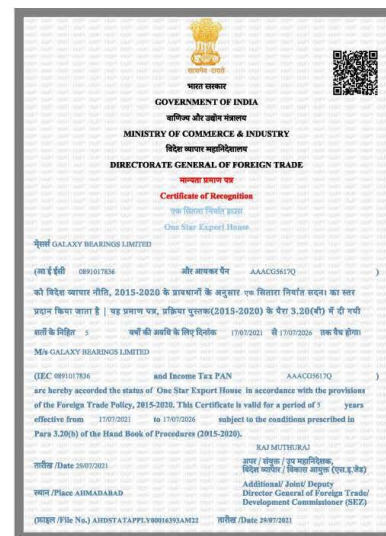 सत्यमेव जयते
भारत सरकार
GOVERNMENT OF INDIA
वाणिज्य और उद्योग मंत्रालय
MINISTRY OF COMMERCE & INDUSTRY
विदेश व्यापार महानिदेशालय
DIRECTORATE GENERAL OF FOREIGN TRADE
मान्यता प्रमाण पत्र
Certificate of Recognition
एक सितारा निर्यात हाउस
One Star Export House
मैसर्स GALAXY BEARINGS LIMITED
(आ ई ईसी 0891017836 और आयकर पैन AAACG5617Q )
को विदेश व्यापार नीति, 2015-2020 के प्रावधानों के अनुसार एक सितारा निर्यात सदन। का स्तर
प्रदान किया जाता है | यह प्रमाण पत्र, प्रक्रिया पुस्तक(2015-2020) के पैरा 3.20(बी) में दी गयी
शर्तों के निहित 5 वर्षों की अवधि के लिए दिनांक 17/07/2021 से 17/07/2026 तक वैध होगा।
M/s GALAXY BEARINGS LIMITED
(IEC 0891017836 and Income Tax PAN AAACG5617Q )
are hereby accorded the status of One Star Export House in accordance with the provisions
of the Foreign Trade Policy, 2015-2020. This Certificate is valid for a period of 5 years
effective from 17/07/2021 to 17/07/2026 subject to the conditions prescribed in
Para 3.20(b) of the Hand Book of Procedures (2015-2020).
RAJ MUTHURAJ
तारीख /Date 29/07/2021
अपर / संयुक्त / उप महानिदेशक,
विदेश व्यापार / विकास आयुक्त (एस.इ.जेड)
स्थान /Place AHMADABAD
Additional/ Joint/ Deputy
Director General of Foreign Trade/
Development Commissioner (SEZ)
(फ़ाइल /File No.) AHDSTATAPPLY00016393AM22 तारीख /Date 29/07/2021